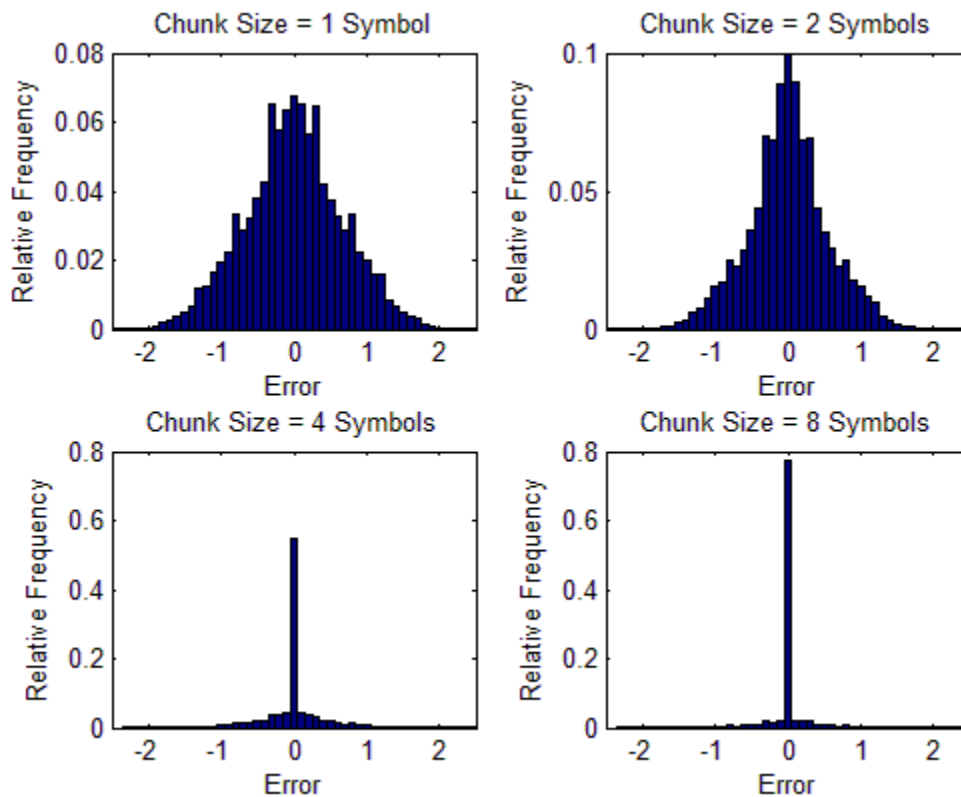 Chunk Size = 1 Symbol
0.08
0.06
0.04
0.02
0
Relative Frequency
-2 -1 0 1 2
Error
Chunk Size = 2 Symbols
0.1
0.05
0
Relative Frequency
-2 -1 0 1 2
Error
Chunk Size = 4 Symbols
0.8
0.6
0.4
0.2
0
Relative Frequency
-2 -1 0 1 2
Error
Chunk Size = 8 Symbols
0.8
0.6
0.4
0.2
0
Relative Frequency
-2 -1 0 1 2
Error